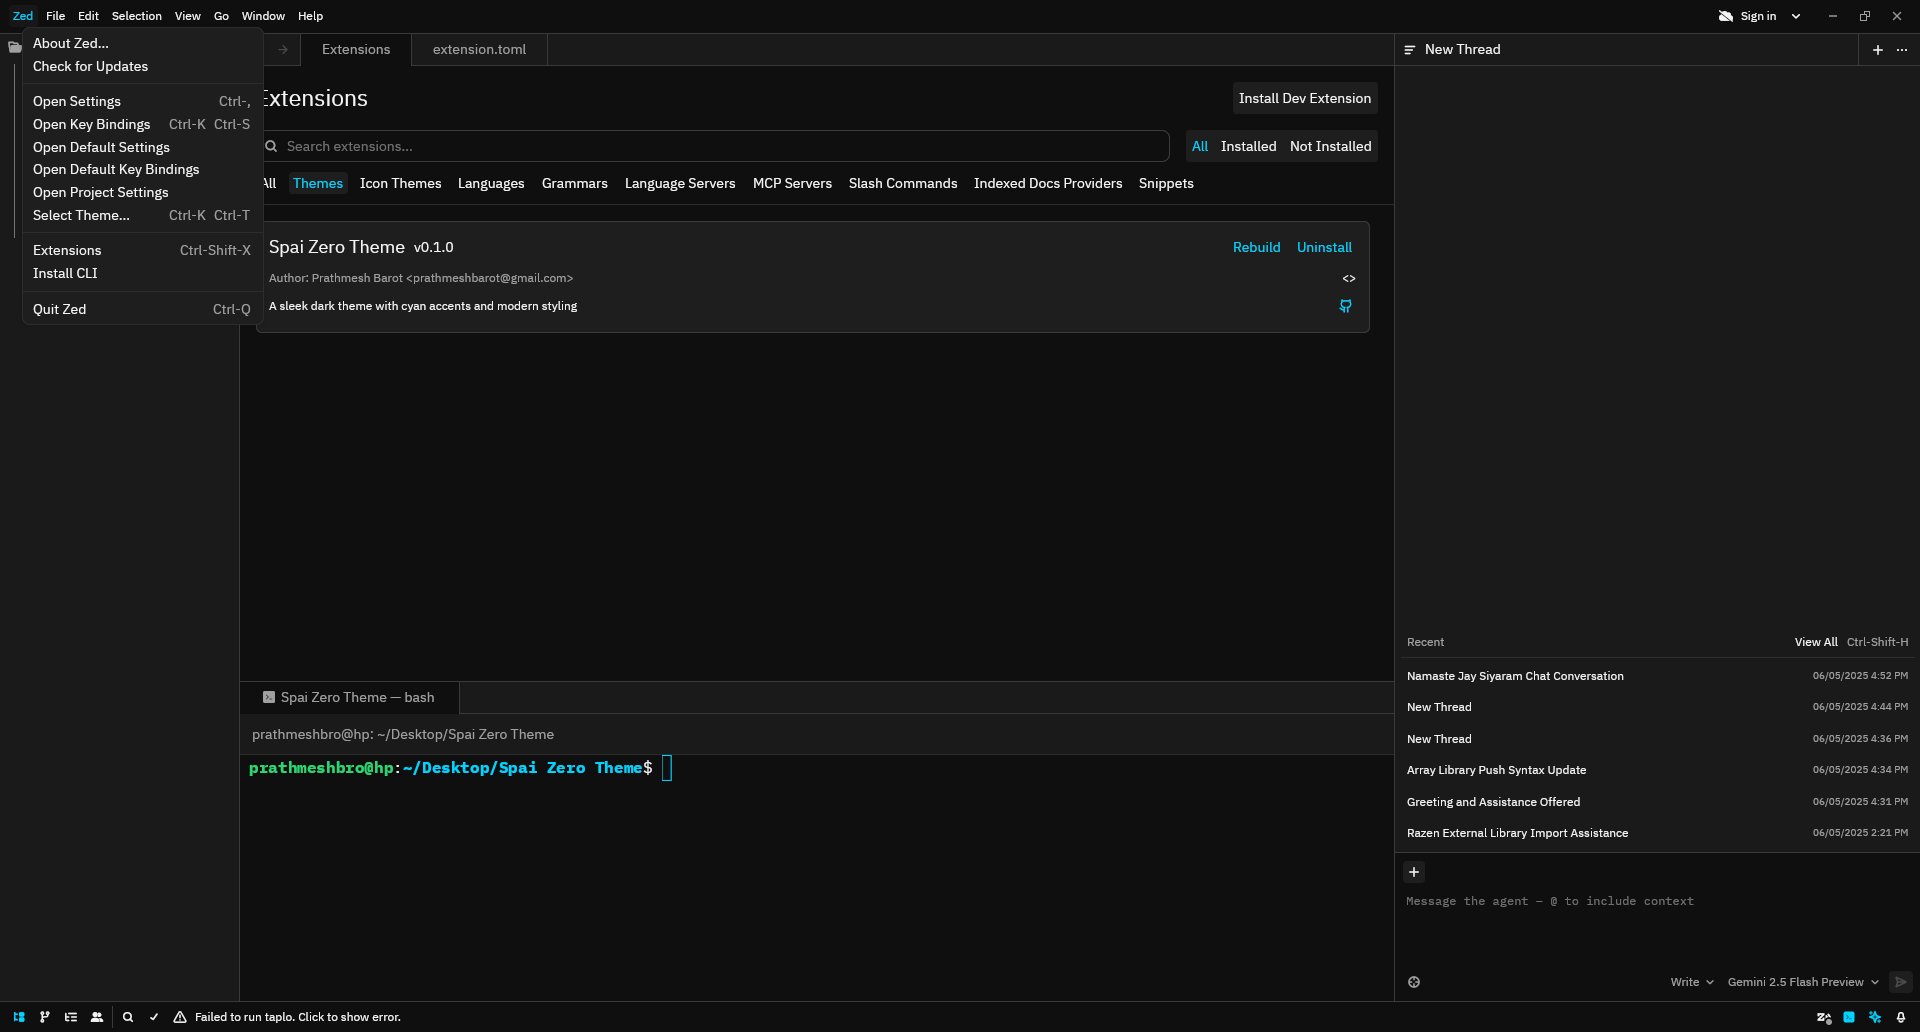 Zed File Edit Selection View Go Window Help
Sign in
About Zed...
Check for Updates
Open Settings Ctrl-,
Open Key Bindings Ctrl-K Ctrl-S
Open Default Settings
Open Default Key Bindings
Open Project Settings
Select Theme... Ctrl-K Ctrl-T
Extensions Ctrl-Shift-X
Install CLI
Quit Zed Ctrl-Q
Extensions extension.toml
Extensions
Install Dev Extension
Search extensions...
All Installed Not Installed
All Themes Icon Themes Languages Grammars Language Servers MCP Servers Slash Commands Indexed Docs Providers Snippets
Spai Zero Theme v0.1.0
Rebuild Uninstall
Author: Prathmesh Barot <prathmeshbarot@gmail.com>
<>
A sleek dark theme with cyan accents and modern styling
Spai Zero Theme — bash
prathmeshbro@hp: ~/Desktop/Spai Zero Theme
prathmeshbro@hp:~/Desktop/Spai Zero Theme$
New Thread
Recent View All Ctrl-Shift-H
Namaste Jay Siyaram Chat Conversation 06/05/2025 4:52 PM
New Thread 06/05/2025 4:44 PM
New Thread 06/05/2025 4:36 PM
Array Library Push Syntax Update 06/05/2025 4:34 PM
Greeting and Assistance Offered 06/05/2025 4:31 PM
Razen External Library Import Assistance 06/05/2025 2:21 PM
Message the agent – @ to include context
Write Gemini 2.5 Flash Preview
Failed to run taplo. Click to show error.